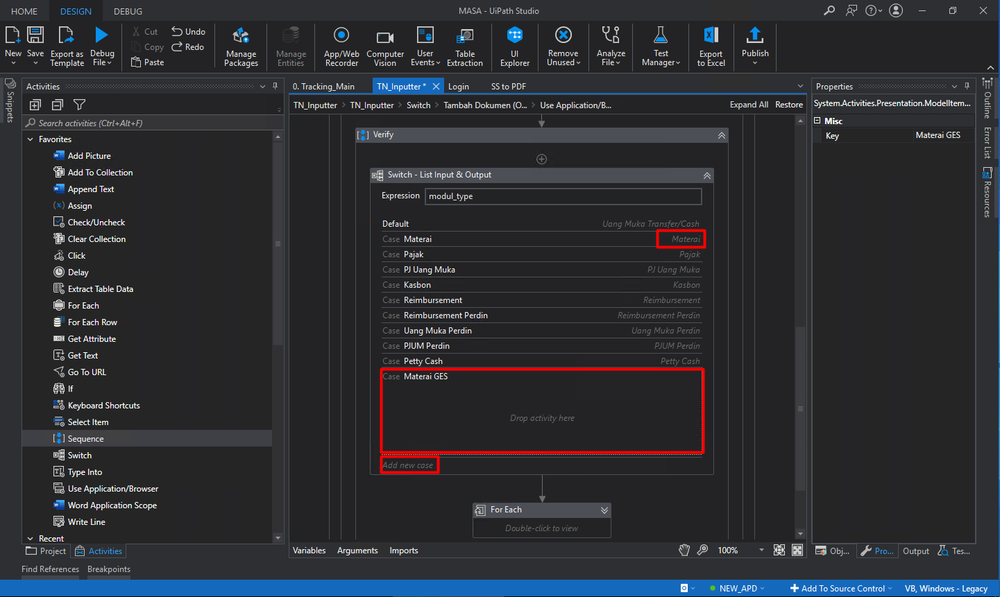 HOME DESIGN DEBUG MASA - UiPath Studio
New Save Export as Template Debug File Cut Copy Paste Undo Redo Manage Packages Manage Entities App/Web Recorder Computer Vision User Events Table Extraction UI Explorer Remove Unused Analyze File Test Manager Export to Excel Publish
Snippets
Activities
Search activities (Ctrl+Alt+F)
Favorites
Add Picture
Add To Collection
Append Text
Assign
Check/Uncheck
Clear Collection
Click
Delay
Extract Table Data
For Each
For Each Row
Get Attribute
Get Text
Go To URL
If
Keyboard Shortcuts
Select Item
Sequence
Switch
Type Into
Use Application/Browser
Word Application Scope
Write Line
Recent
Project Activities
0. Tracking_Main TN_Inputter * Login SS to PDF
TN_Inputter TN_Inputter Switch Tambah Dokumen (O... Use Application/B... Expand All Restore
Verify
Switch - List Input & Output
Expression modul_type
Default Uang Muka Transfer/Cash
Case Materai Materai
Case Pajak Pajak
Case PJ Uang Muka PJ Uang Muka
Case Kasbon Kasbon
Case Reimbursement Reimbursement
Case Reimbursement Perdin Reimbursement Perdin
Case Uang Muka Perdin Uang Muka Perdin
Case PJUM Perdin PJUM Perdin
Case Petty Cash Petty Cash
Case Materai GES
Drop activity here
Add new case
For Each
Double-click to view
Variables Arguments Imports 100%
Properties
System.Activities.Presentation.ModelItem...
Misc
Key Materai GES
Obj... Pro... Output Tes...
Outline
Error List
Resources
Find References Breakpoints
NEW_APD Add To Source Control VB, Windows - Legacy